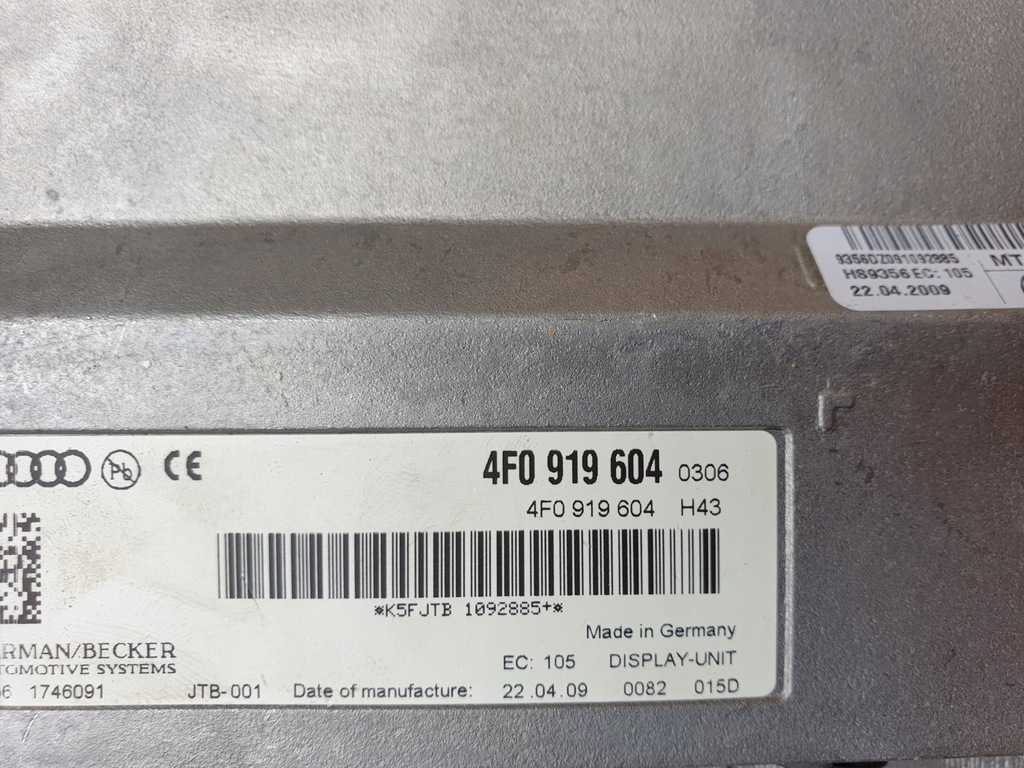 9356DZ091092885
HS9356 EC: 105
22.04.2009
MT
Pb CE
4F0 919 604 0306
4F0 919 604 H43
*K5FJTB 1092885+*
Made in Germany
RMAN/BECKER
TOMOTIVE SYSTEMS
EC: 105 DISPLAY-UNIT
6 1746091 JTB-001 Date of manufacture: 22.04.09 0082 015D